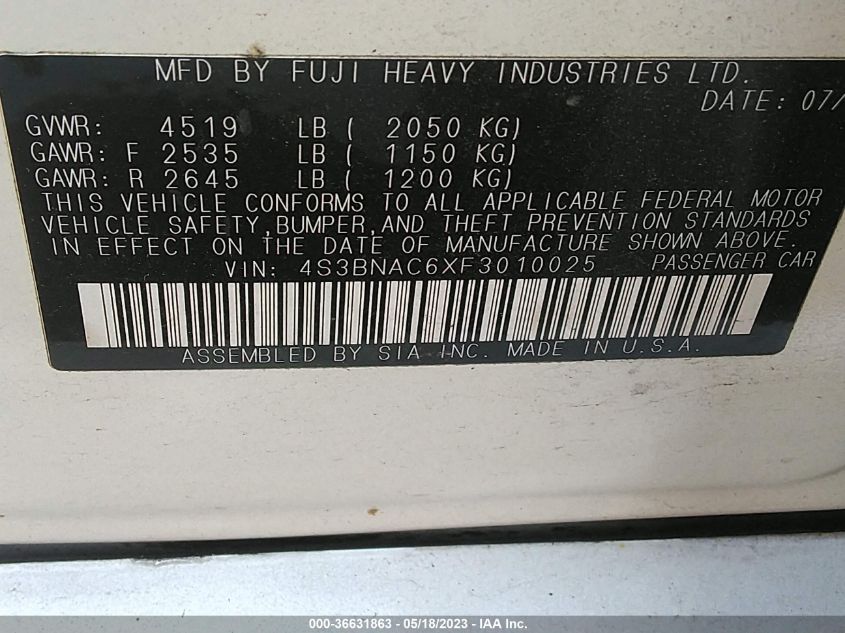 MFD BY FUJI HEAVY INDUSTRIES LTD.
DATE: 07/
GVWR: 4519 LB ( 2050 KG)
GAWR: F 2535 LB ( 1150 KG)
GAWR: R 2645 LB ( 1200 KG)
THIS VEHICLE CONFORMS TO ALL APPLICABLE FEDERAL MOTOR
VEHICLE SAFETY,BUMPER,AND THEFT PREVENTION STANDARDS
IN EFFECT ON THE DATE OF MANUFACTURE SHOWN ABOVE.
VIN: 4S3BNAC6XF3010025 PASSENGER CAR
ASSEMBLED BY SIA INC. MADE IN U.S.A.
000-36631863 - 05/18/2023 - IAA Inc.